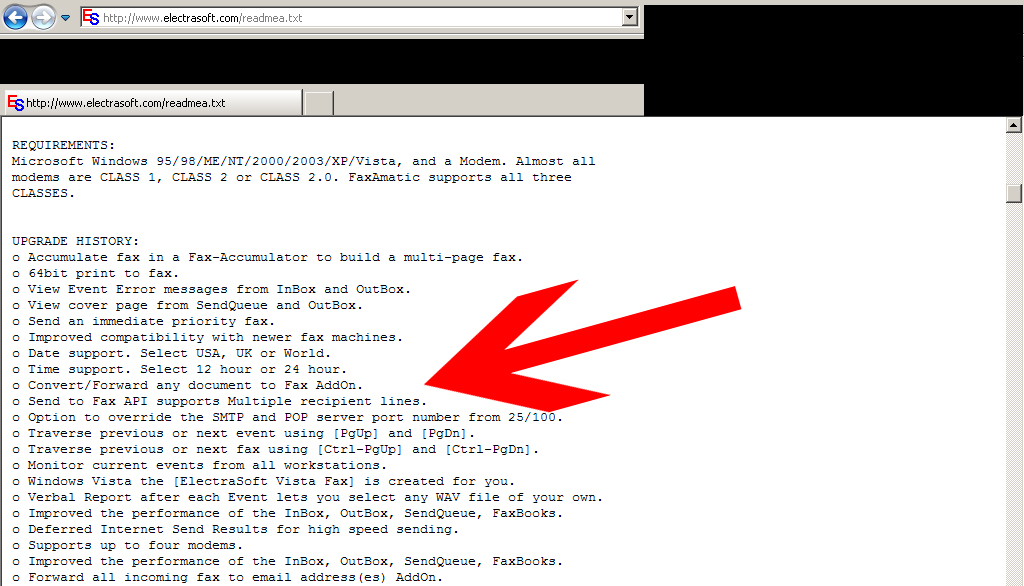 ES http://www.electrasoft.com/readmea.txt
ES http://www.electrasoft.com/readmea.txt
REQUIREMENTS:
Microsoft Windows 95/98/ME/NT/2000/2003/XP/Vista, and a Modem. Almost all
modems are CLASS 1, CLASS 2 or CLASS 2.0. FaxAmatic supports all three
CLASSES.
UPGRADE HISTORY:
o Accumulate fax in a Fax-Accumulator to build a multi-page fax.
o 64bit print to fax.
o View Event Error messages from InBox and OutBox.
o View cover page from SendQueue and OutBox.
o Send an immediate priority fax.
o Improved compatibility with newer fax machines.
o Date support. Select USA, UK or World.
o Time support. Select 12 hour or 24 hour.
o Convert/Forward any document to Fax AddOn.
o Send to Fax API supports Multiple recipient lines.
o Option to override the SMTP and POP server port number from 25/100.
o Traverse previous or next event using [PgUp] and [PgDn].
o Traverse previous or next fax using [Ctrl-PgUp] and [Ctrl-PgDn].
o Monitor current events from all workstations.
o Windows Vista the [ElectraSoft Vista Fax] is created for you.
o Verbal Report after each Event lets you select any WAV file of your own.
o Improved the performance of the InBox, OutBox, SendQueue, FaxBooks.
o Deferred Internet Send Results for high speed sending.
o Supports up to four modems.
o Improved the performance of the InBox, OutBox, SendQueue, FaxBooks.
o Forward all incoming fax to email address(es) AddOn.